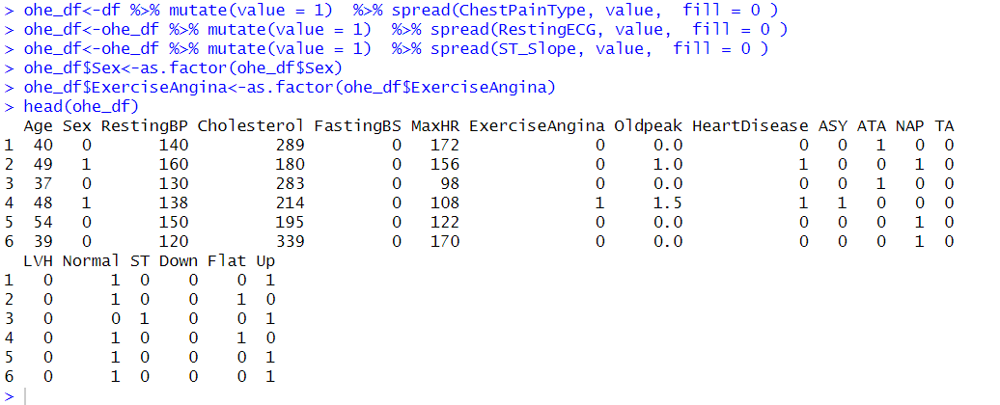 > ohe_df<-df %>% mutate(value = 1)  %>% spread(ChestPainType, value,  fill = 0 )
> ohe_df<-ohe_df %>% mutate(value = 1)  %>% spread(RestingECG, value,  fill = 0 )
> ohe_df<-ohe_df %>% mutate(value = 1)  %>% spread(ST_Slope, value,  fill = 0 )
> ohe_df$Sex<-as.factor(ohe_df$Sex)
> ohe_df$ExerciseAngina<-as.factor(ohe_df$ExerciseAngina)
> head(ohe_df)
  Age Sex RestingBP Cholesterol FastingBS MaxHR ExerciseAngina Oldpeak HeartDisease ASY ATA NAP TA
1  40   0       140         289         0   172              0     0.0            0   0   1   0  0
2  49   1       160         180         0   156              0     1.0            1   0   0   1  0
3  37   0       130         283         0    98              0     0.0            0   0   1   0  0
4  48   1       138         214         0   108              1     1.5            1   1   0   0  0
5  54   0       150         195         0   122              0     0.0            0   0   0   1  0
6  39   0       120         339         0   170              0     0.0            0   0   0   1  0
  LVH Normal ST Down Flat Up
1   0      1  0    0    0  1
2   0      1  0    0    1  0
3   0      0  1    0    0  1
4   0      1  0    0    1  0
5   0      1  0    0    0  1
6   0      1  0    0    0  1
>